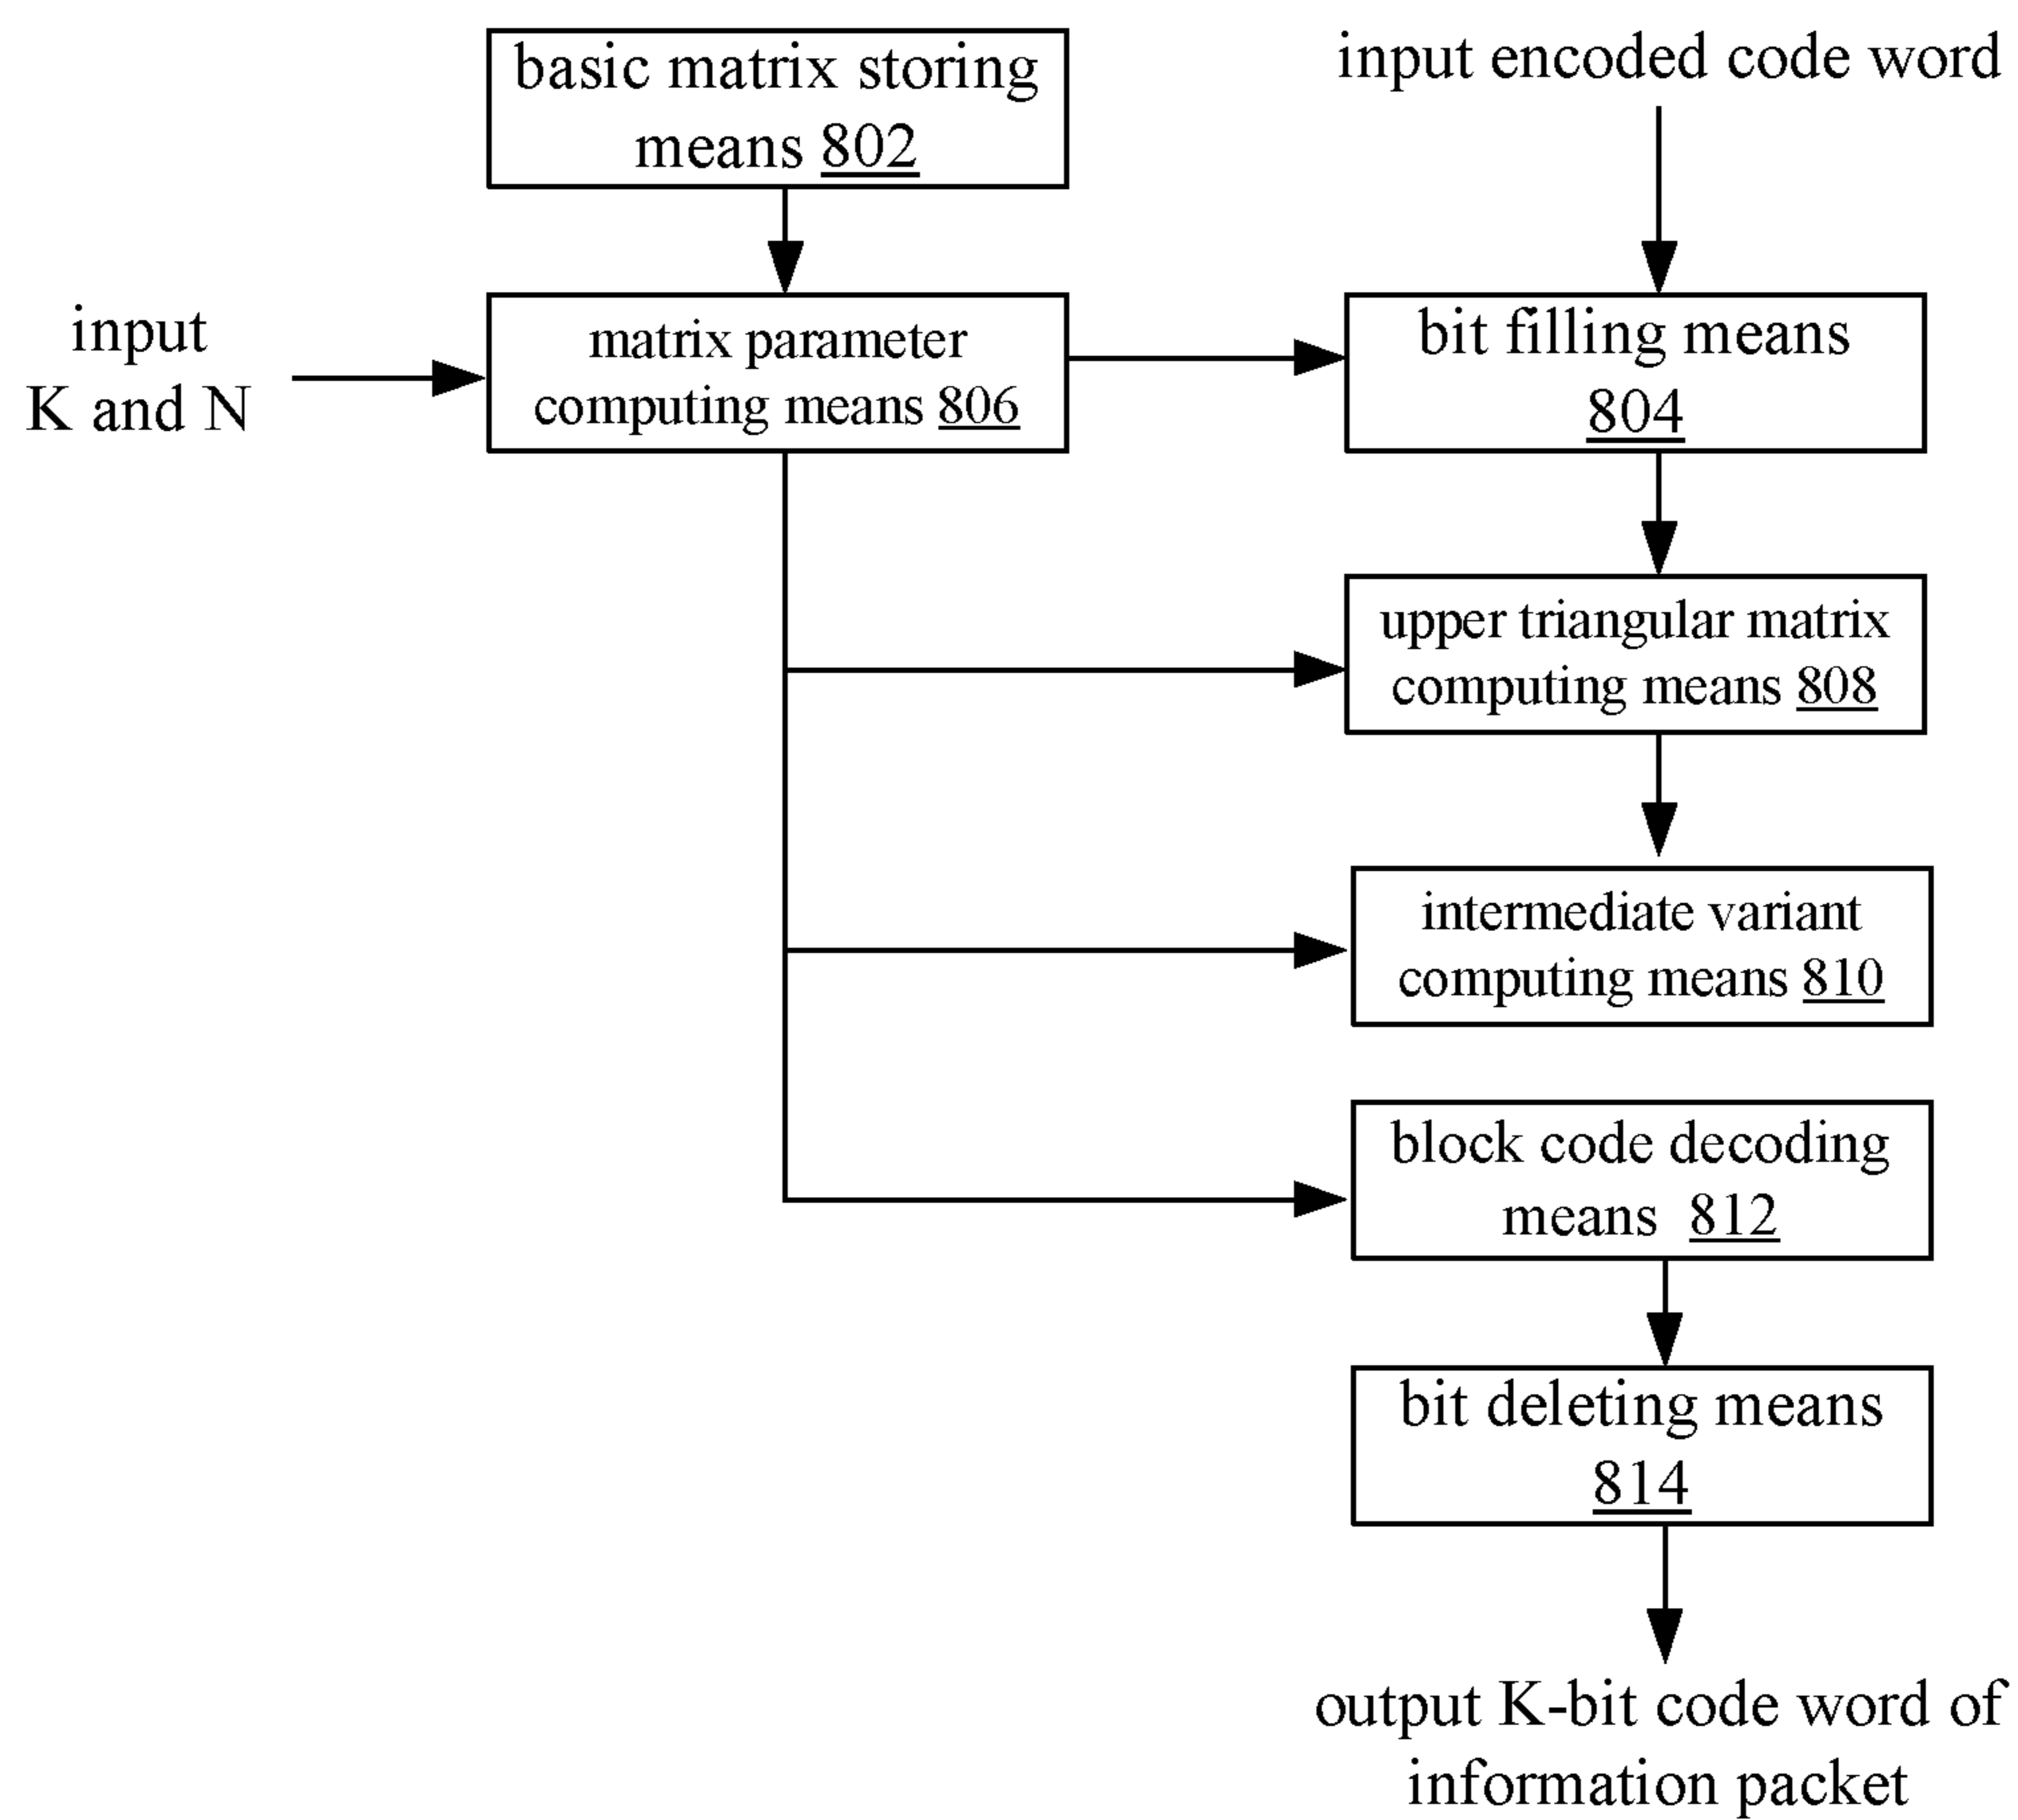 basic matrix storing
means 802
input encoded code word
input
K and N
matrix parameter
computing means 806
bit filling means
804
upper triangular matrix
computing means 808
intermediate variant
computing means 810
block code decoding
means 812
bit deleting means
814
output K-bit code word of
information packet